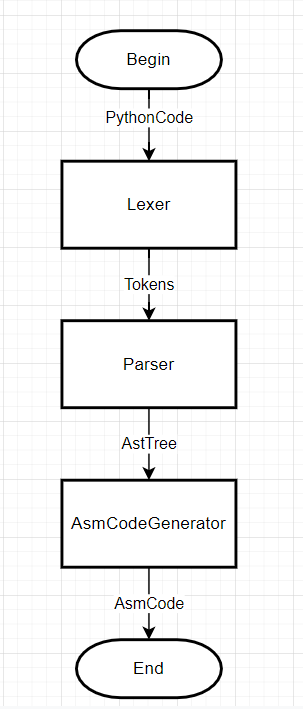 Begin
PythonCode
Lexer
Tokens
Parser
AstTree
AsmCodeGenerator
AsmCode
End